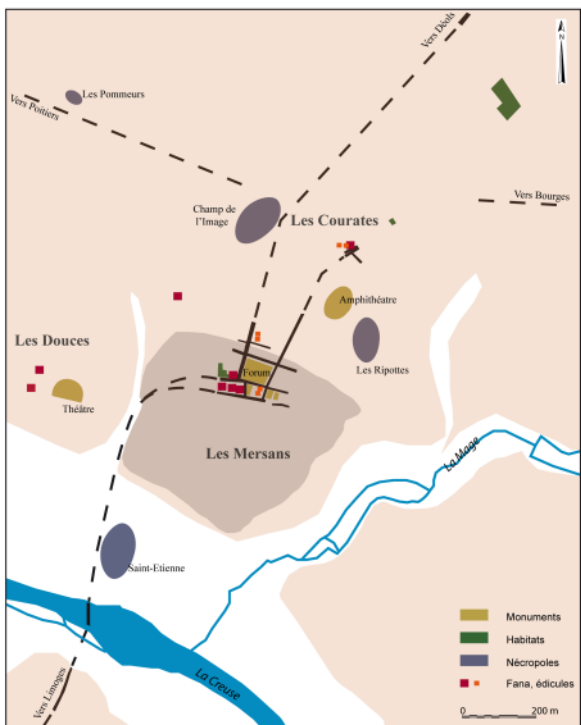 Vers Déols
N
Les Pommeurs
Vers Poitiers
Vers Bourges
Champ de
l'Image
Les Courates
Amphithéatre
Les Douces
Les Ripottes
Forum
Théâtre
Les Mersans
La Mage
Saint-Etienne
La Creuse
Vers Limoges
Monuments
Habitats
Nécropoles
Fana, édicules
0 200 m